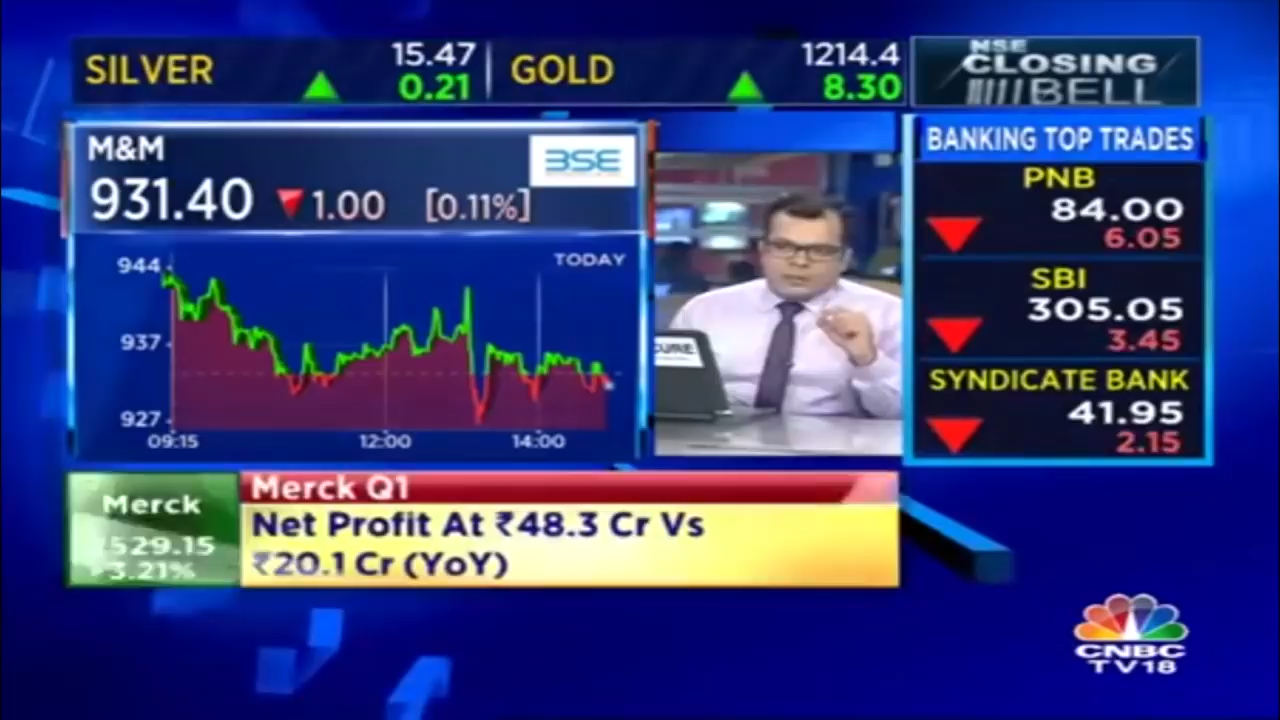 SILVER 15.47
0.21
GOLD 1214.4
8.30
NSE
CLOSING
BELL
M&M
931.40 1.00 [0.11%]
BSE
TODAY
944
937
927
09:15 12:00 14:00
CURE
BANKING TOP TRADES
PNB
84.00
6.05
SBI
305.05
3.45
SYNDICATE BANK
41.95
2.15
Merck
529.15
3.21%
Merck Q1
Net Profit At ₹48.3 Cr Vs
₹20.1 Cr (YoY)
CNBC
TV18